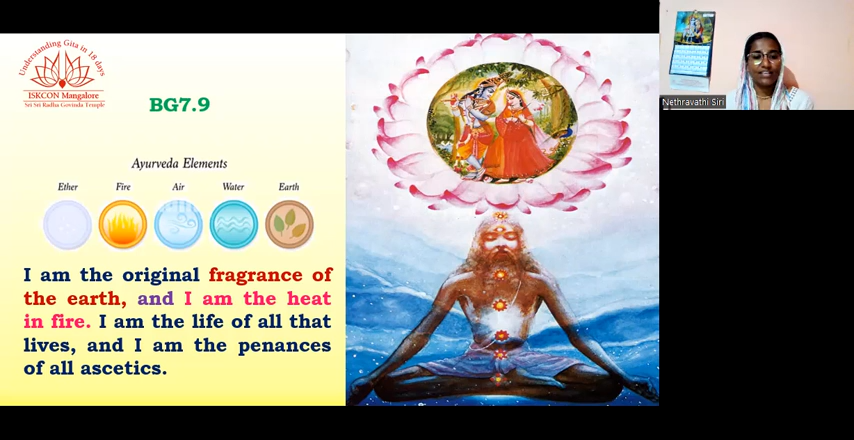 Understanding Gita in 18 days
ISKCON Mangalore
Sri Sri Radha Govinda Temple
BG7.9
Ayurveda Elements
Ether Fire Air Water Earth
I am the original fragrance of
the earth, and I am the heat
in fire. I am the life of all that
lives, and I am the penances
of all ascetics.
Nethravathi Siri